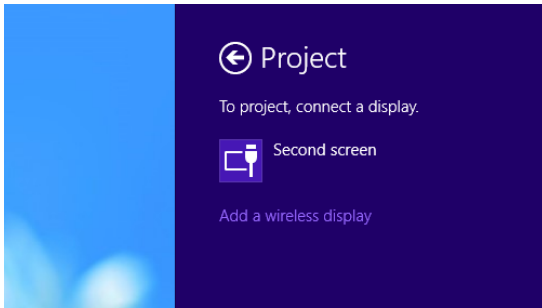 Project
To project, connect a display.
Second screen
Add a wireless display